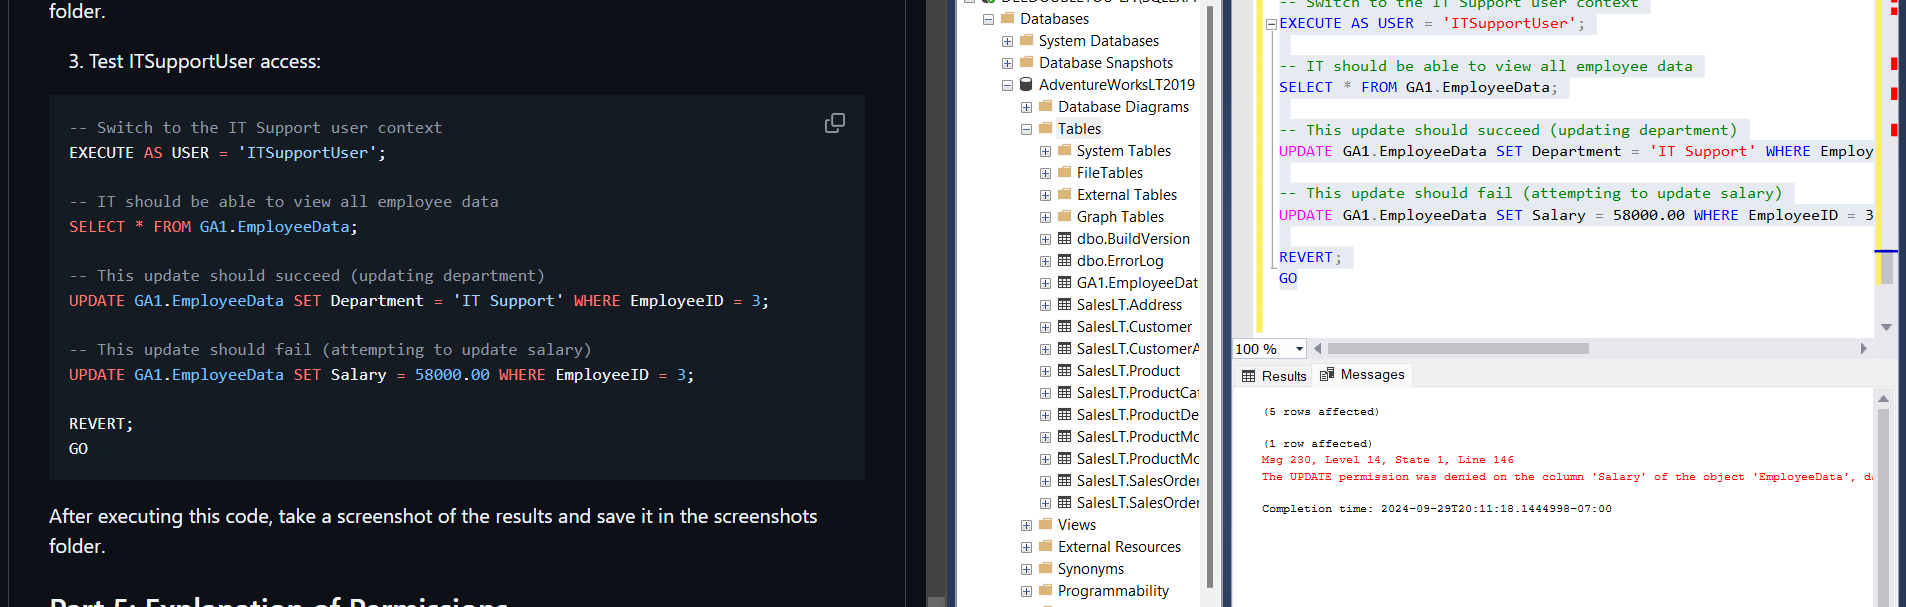 folder.
3. Test ITSupportUser access:
-- Switch to the IT Support user context
EXECUTE AS USER = 'ITSupportUser';
-- IT should be able to view all employee data
SELECT * FROM GA1.EmployeeData;
-- This update should succeed (updating department)
UPDATE GA1.EmployeeData SET Department = 'IT Support' WHERE EmployeeID = 3;
-- This update should fail (attempting to update salary)
UPDATE GA1.EmployeeData SET Salary = 58000.00 WHERE EmployeeID = 3;
REVERT;
GO
After executing this code, take a screenshot of the results and save it in the screenshots
folder.
Part 5: Explanation of Permissions
Databases
System Databases
Database Snapshots
AdventureWorksLT2019
Database Diagrams
Tables
System Tables
FileTables
External Tables
Graph Tables
dbo.BuildVersion
dbo.ErrorLog
GA1.EmployeeDat
SalesLT.Address
SalesLT.Customer
SalesLT.CustomerA
SalesLT.Product
SalesLT.ProductCat
SalesLT.ProductDe
SalesLT.ProductMo
SalesLT.ProductMo
SalesLT.SalesOrder
SalesLT.SalesOrder
Views
External Resources
Synonyms
Programmability
-- Switch to the IT Support user context
EXECUTE AS USER = 'ITSupportUser';
-- IT should be able to view all employee data
SELECT * FROM GA1.EmployeeData;
-- This update should succeed (updating department)
UPDATE GA1.EmployeeData SET Department = 'IT Support' WHERE Employ
-- This update should fail (attempting to update salary)
UPDATE GA1.EmployeeData SET Salary = 58000.00 WHERE EmployeeID = 3
REVERT;
GO
100 %
Results Messages
(5 rows affected)
(1 row affected)
Msg 230, Level 14, State 1, Line 146
The UPDATE permission was denied on the column 'Salary' of the object 'EmployeeData', da
Completion time: 2024-09-29T20:11:18.1444998-07:00